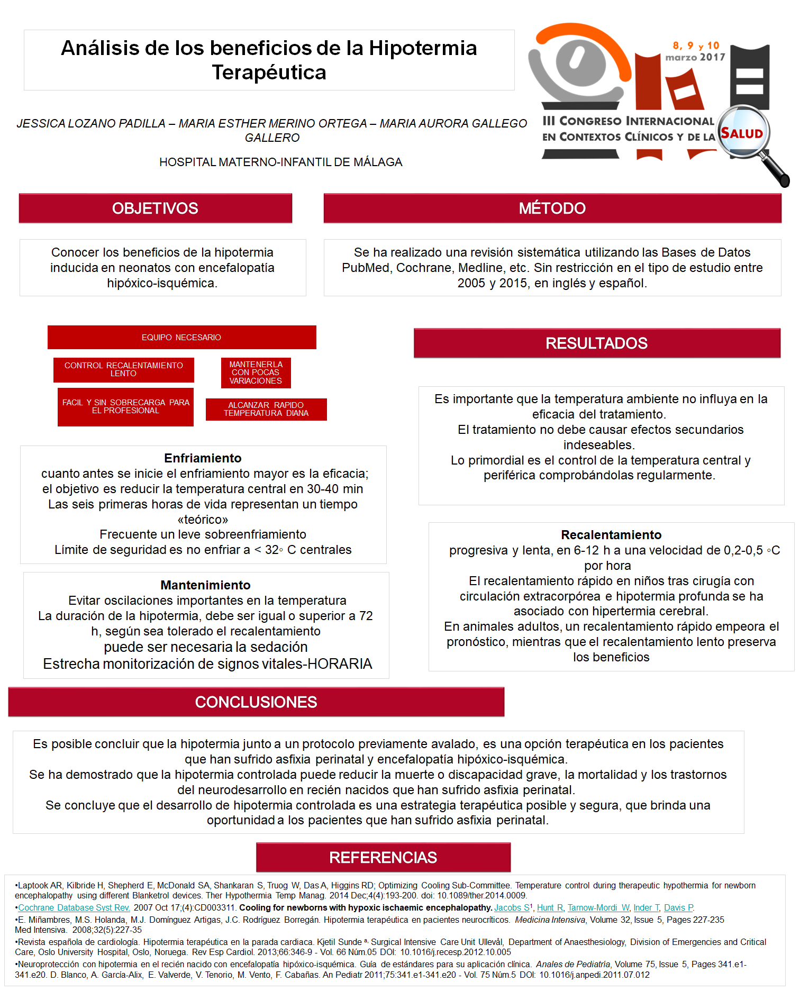 Análisis de los beneficios de la Hipotermia
Terapéutica
8, 9 y 10
marzo 2017
III CONGRESO INTERNACIONAL
EN CONTEXTOS CLÍNICOS Y DE LA SALUD
JESSICA LOZANO PADILLA – MARIA ESTHER MERINO ORTEGA – MARIA AURORA GALLEGO
GALLERO
HOSPITAL MATERNO-INFANTIL DE MÁLAGA
OBJETIVOS
Conocer los beneficios de la hipotermia
inducida en neonatos con encefalopatía
hipóxico-isquémica.
MÉTODO
Se ha realizado una revisión sistemática utilizando las Bases de Datos
PubMed, Cochrane, Medline, etc. Sin restricción en el tipo de estudio entre
2005 y 2015, en inglés y español.
EQUIPO NECESARIO
CONTROL RECALENTAMIENTO
LENTO
MANTENERLA
CON POCAS
VARIACIONES
FACIL Y SIN SOBRECARGA PARA
EL PROFESIONAL
ALCANZAR RAPIDO
TEMPERATURA DIANA
RESULTADOS
Es importante que la temperatura ambiente no influya en la
eficacia del tratamiento.
El tratamiento no debe causar efectos secundarios
indeseables.
Lo primordial es el control de la temperatura central y
periférica comprobándolas regularmente.
Enfriamiento
cuanto antes se inicie el enfriamiento mayor es la eficacia;
el objetivo es reducir la temperatura central en 30-40 min
Las seis primeras horas de vida representan un tiempo
«teórico»
Frecuente un leve sobreenfriamiento
Límite de seguridad es no enfriar a < 32◦ C centrales
Mantenimiento
Evitar oscilaciones importantes en la temperatura
La duración de la hipotermia, debe ser igual o superior a 72
h, según sea tolerado el recalentamiento
puede ser necesaria la sedación
Estrecha monitorización de signos vitales-HORARIA
Recalentamiento
progresiva y lenta, en 6-12 h a una velocidad de 0,2-0,5 ◦C
por hora
El recalentamiento rápido en niños tras cirugía con
circulación extracorpórea e hipotermia profunda se ha
asociado con hipertermia cerebral.
En animales adultos, un recalentamiento rápido empeora el
pronóstico, mientras que el recalentamiento lento preserva
los beneficios
CONCLUSIONES
Es posible concluir que la hipotermia junto a un protocolo previamente avalado, es una opción terapéutica en los pacientes
que han sufrido asfixia perinatal y encefalopatía hipóxico-isquémica.
Se ha demostrado que la hipotermia controlada puede reducir la muerte o discapacidad grave, la mortalidad y los trastornos
del neurodesarrollo en recién nacidos que han sufrido asfixia perinatal.
Se concluye que el desarrollo de hipotermia controlada es una estrategia terapéutica posible y segura, que brinda una
oportunidad a los pacientes que han sufrido asfixia perinatal.
REFERENCIAS
•Laptook AR, Kilbride H, Shepherd E, McDonald SA, Shankaran S, Truog W, Das A, Higgins RD; Optimizing Cooling Sub-Committee. Temperature control during therapeutic hypothermia for newborn
encephalopathy using different Blanketrol devices. Ther Hypothermia Temp Manag. 2014 Dec;4(4):193-200. doi: 10.1089/ther.2014.0009.
•Cochrane Database Syst Rev. 2007 Oct 17;(4):CD003311. Cooling for newborns with hypoxic ischaemic encephalopathy. Jacobs S¹, Hunt R, Tarnow-Mordi W, Inder T, Davis P.
•E. Miñambres, M.S. Holanda, M.J. Domínguez Artigas, J.C. Rodríguez Borregán. Hipotermia terapéutica en pacientes neurocríticos. Medicina Intensiva, Volume 32, Issue 5, Pages 227-235
Med Intensiva. 2008;32(5):227-35
•Revista española de cardiología. Hipotermia terapéutica en la parada cardiaca. Kjetil Sunde ª, Surgical Intensive Care Unit Ullevål, Department of Anaesthesiology, Division of Emergencies and Critical
Care, Oslo University Hospital, Oslo, Noruega. Rev Esp Cardiol. 2013;66:346-9 - Vol. 66 Núm.05 DOI: 10.1016/j.recesp.2012.10.005
•Neuroprotección con hipotermia en el recién nacido con encefalopatía hipóxico-isquémica. Guía de estándares para su aplicación clínica. Anales de Pediatría, Volume 75, Issue 5, Pages 341.e1-
341.e20. D. Blanco, A. García-Alix, E. Valverde, V. Tenorio, M. Vento, F. Cabañas. An Pediatr 2011;75:341.e1-341.e20 - Vol. 75 Núm.5 DOI: 10.1016/j.anpedi.2011.07.012